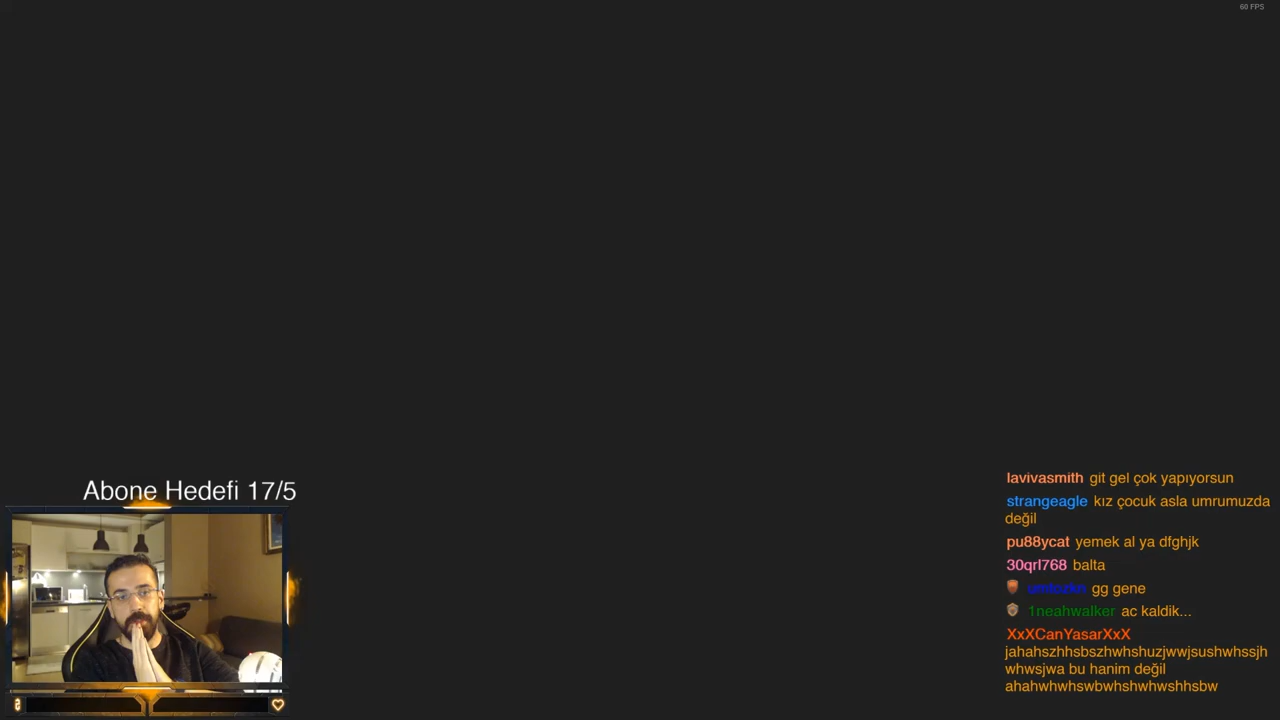 60 FPS
Abone Hedefi 17/5
lavivasmith git gel çok yapıyorsun
strangeagle kız çocuk asla umrumuzda
değil
pu88ycat yemek al ya dfghjk
30qrl768 balta
gg gene
1neahwalker ac kaldik...
XxXCanYasarXxX
jahahszhhsbszhwhshuzjwwjsushwhssjh
whwsjwa bu hanim değil
ahahwhwhswbwhshwhwshhsbw